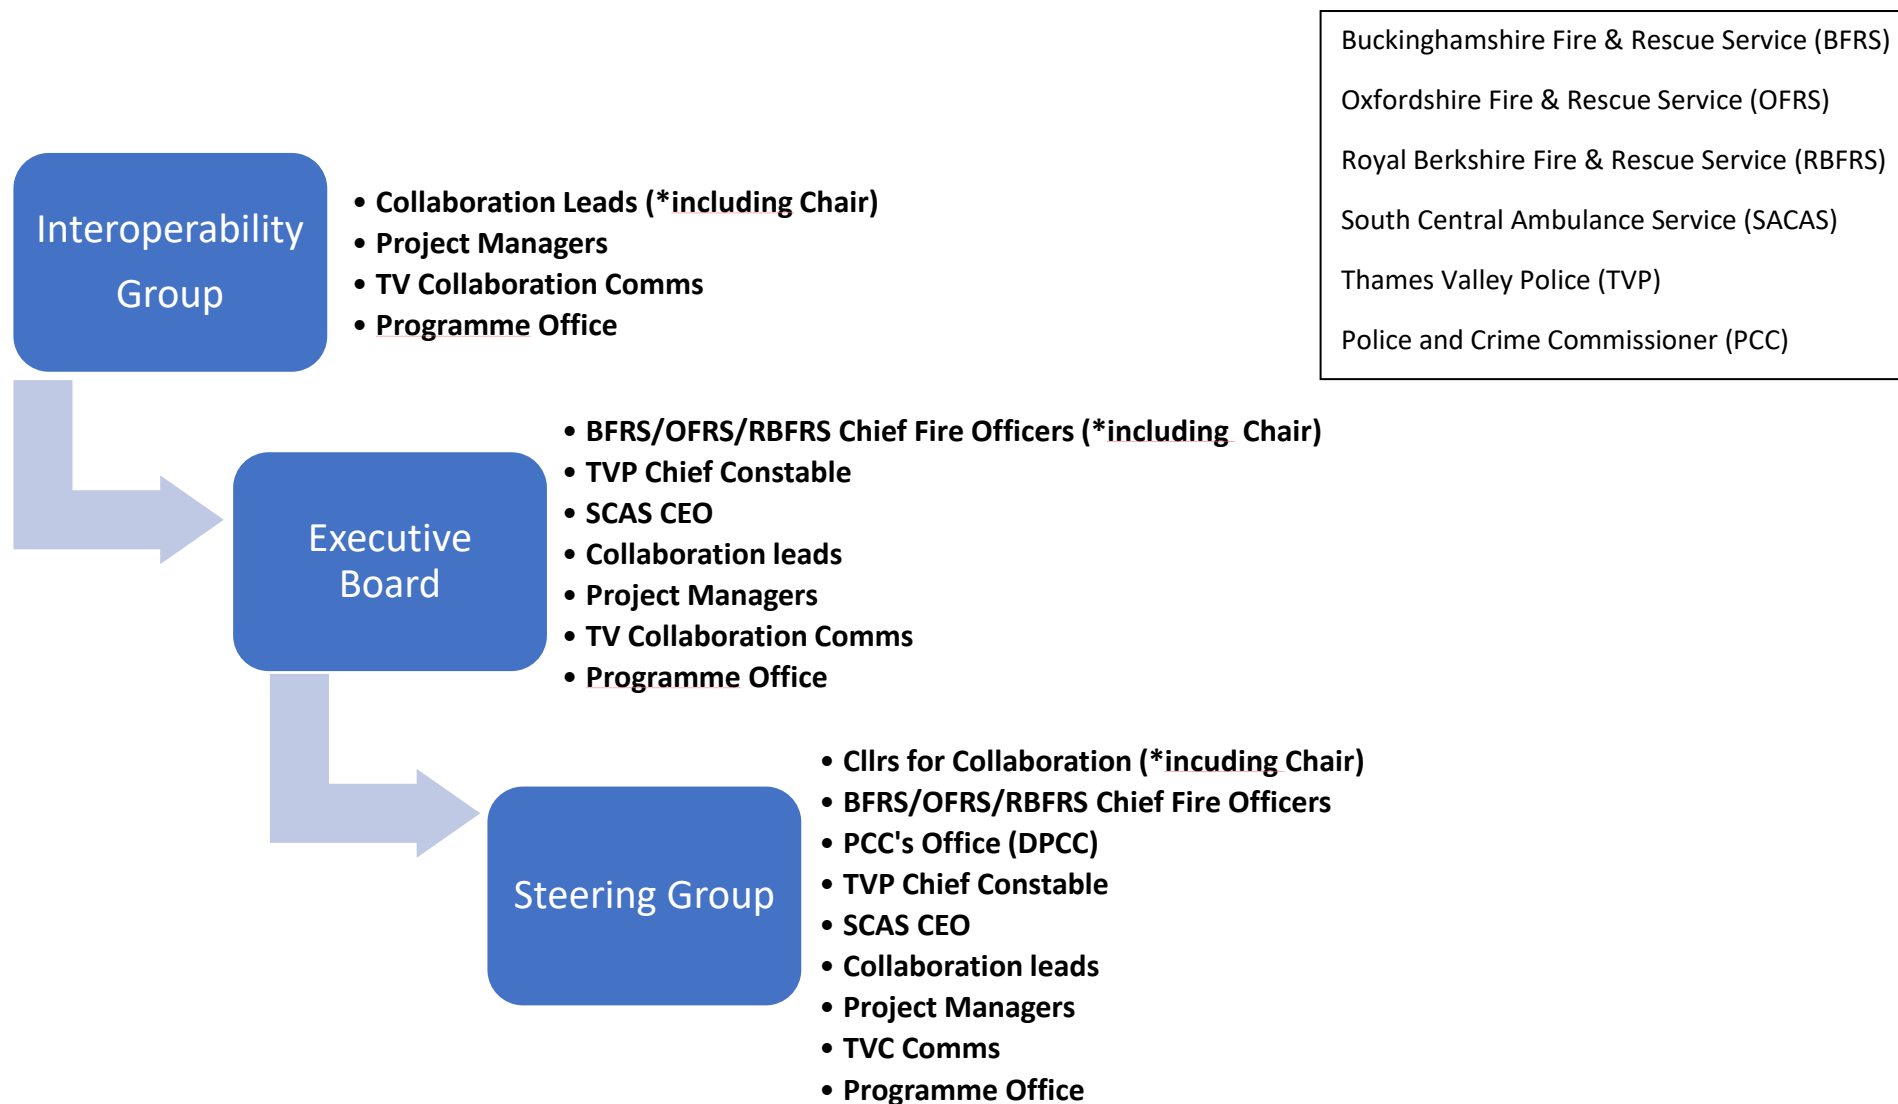 Buckinghamshire Fire & Rescue Service (BFRS)
Oxfordshire Fire & Rescue Service (OFRS)
Royal Berkshire Fire & Rescue Service (RBFRS)
South Central Ambulance Service (SACAS)
Thames Valley Police (TVP)
Police and Crime Commissioner (PCC)
Interoperability
Group
• Collaboration Leads (*including Chair)
• Project Managers
• TV Collaboration Comms
• Programme Office
Executive
Board
• BFRS/OFRS/RBFRS Chief Fire Officers (*including Chair)
• TVP Chief Constable
• SCAS CEO
• Collaboration leads
• Project Managers
• TV Collaboration Comms
• Programme Office
Steering Group
• Cllrs for Collaboration (*incuding Chair)
• BFRS/OFRS/RBFRS Chief Fire Officers
• PCC's Office (DPCC)
• TVP Chief Constable
• SCAS CEO
• Collaboration leads
• Project Managers
• TVC Comms
• Programme Office